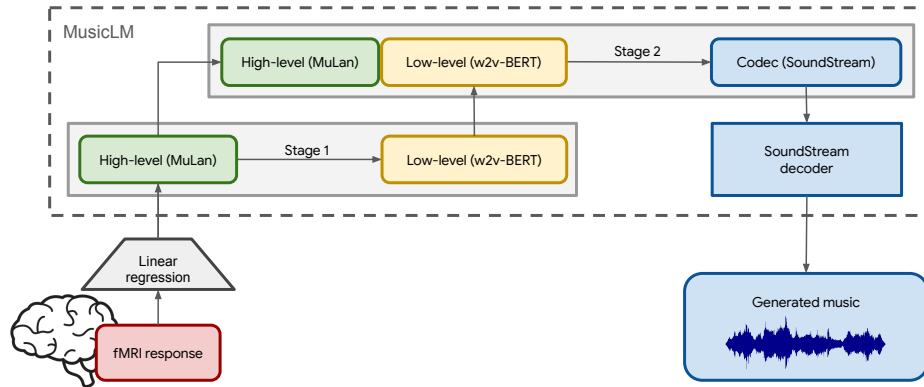 MusicLM
High-level (MuLan)
Low-level (w2v-BERT)
Stage 2
Codec (SoundStream)
High-level (MuLan)
Stage 1
Low-level (w2v-BERT)
SoundStream
decoder
Linear
regression
fMRI response
Generated music